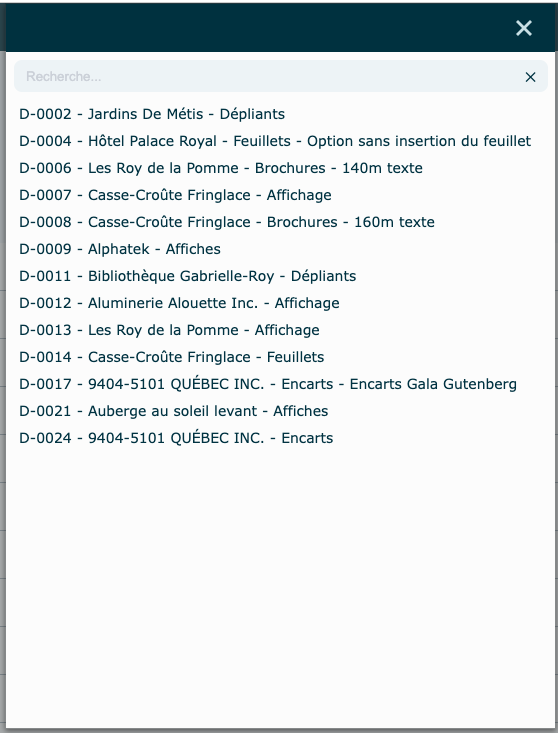 Recherche...
D-0002 - Jardins De Métis - Dépliants
D-0004 - Hôtel Palace Royal - Feuillets - Option sans insertion du feuillet
D-0006 - Les Roy de la Pomme - Brochures - 140m texte
D-0007 - Casse-Croûte Fringlace - Affichage
D-0008 - Casse-Croûte Fringlace - Brochures - 160m texte
D-0009 - Alphatek - Affiches
D-0011 - Bibliothèque Gabrielle-Roy - Dépliants
D-0012 - Aluminerie Alouette Inc. - Affichage
D-0013 - Les Roy de la Pomme - Affichage
D-0014 - Casse-Croûte Fringlace - Feuillets
D-0017 - 9404-5101 QUÉBEC INC. - Encarts - Encarts Gala Gutenberg
D-0021 - Auberge au soleil levant - Affiches
D-0024 - 9404-5101 QUÉBEC INC. - Encarts